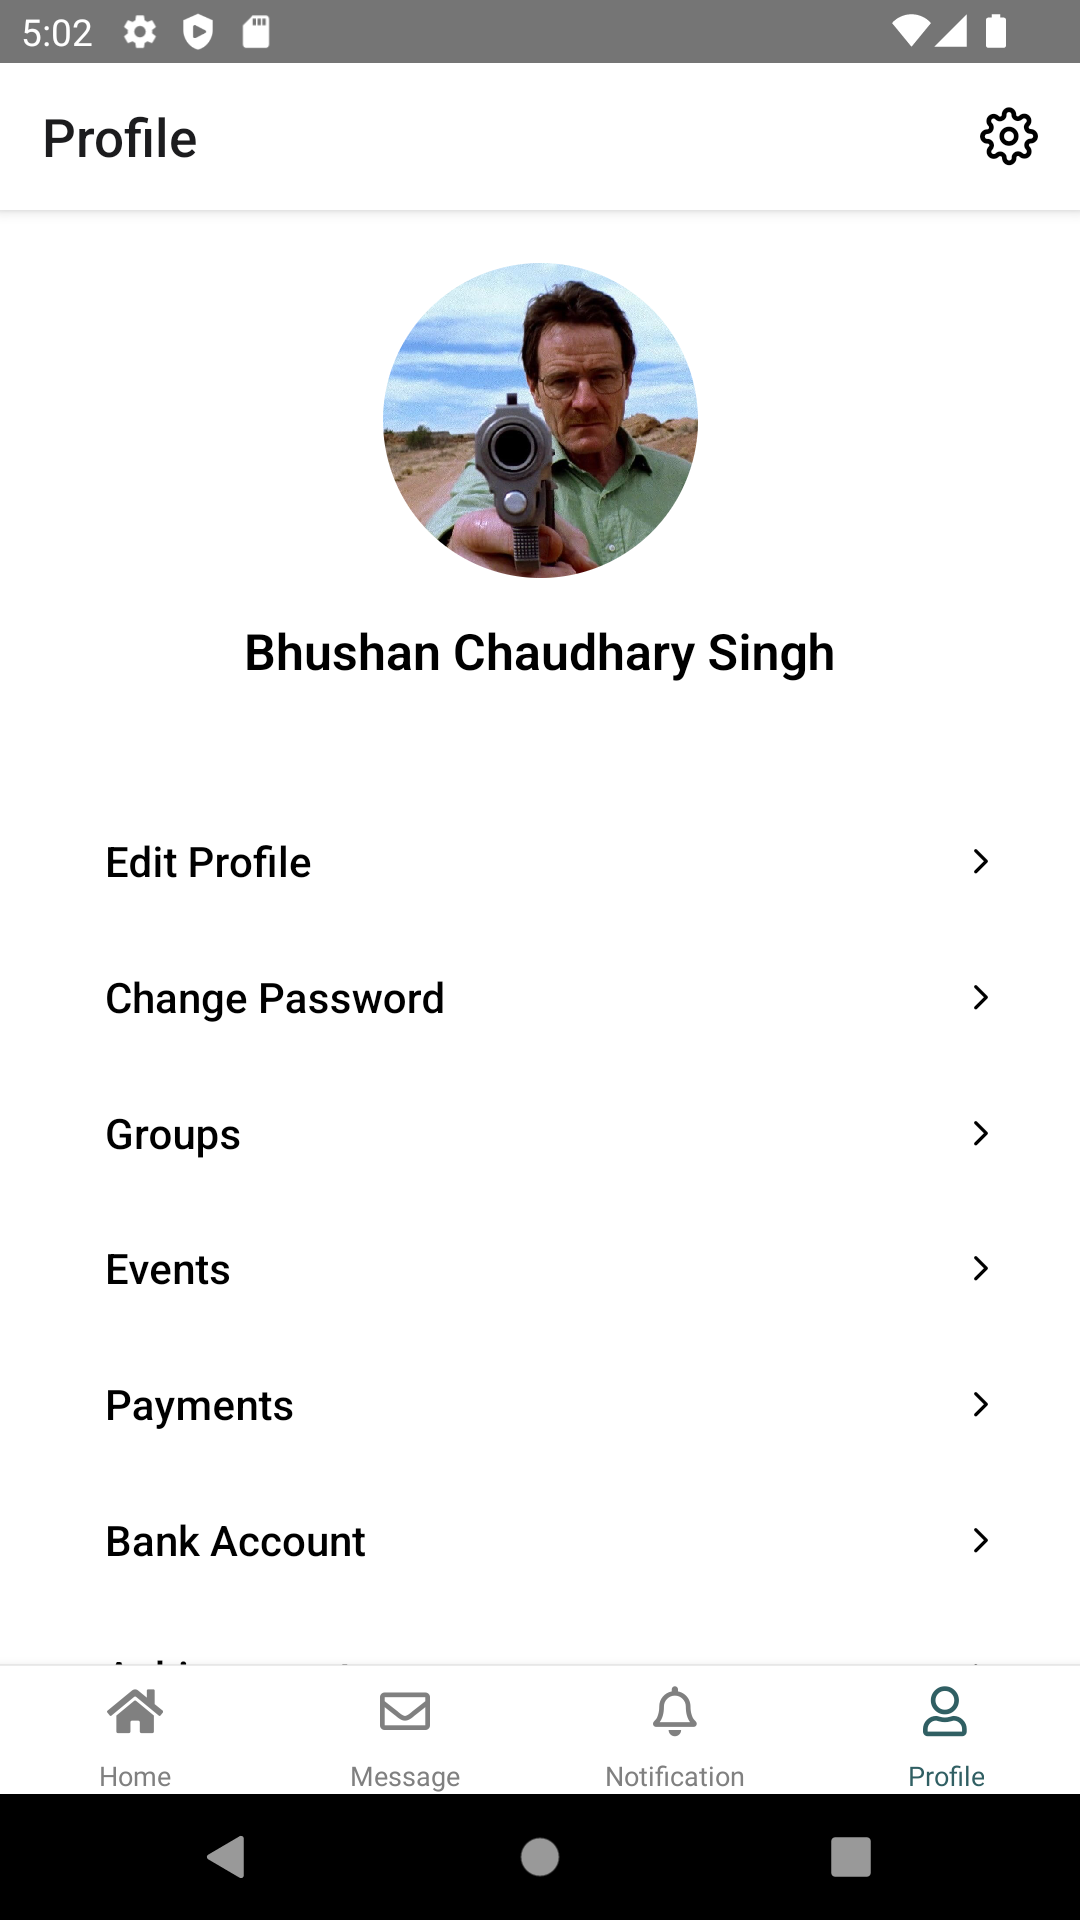 5:02
Profile
Bhushan Chaudhary Singh
Edit Profile
Change Password
Groups
Events
Payments
Bank Account
Home
Message
Notification
Profile